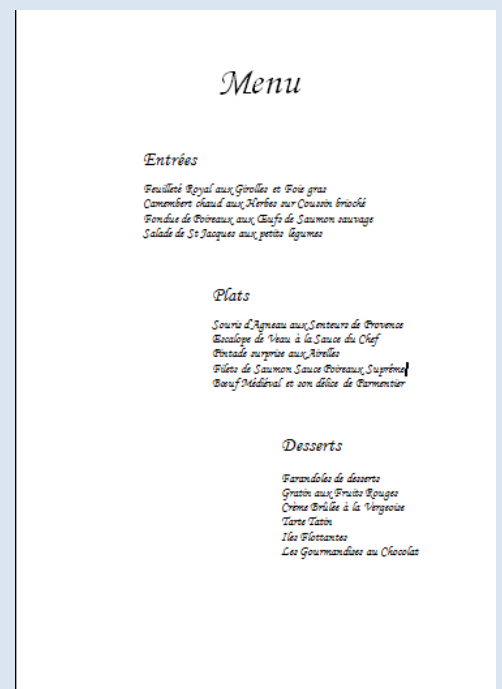 Menu
Entrées
Feuilleté Royal aux Girolles et Foie gras
Camembert chaud aux Herbes sur Coussin brioché
Fondue de Poireaux aux Œufs de Saumon sauvage
Salade de St Jacques aux petits légumes
Plats
Souris d'Agneau aux Senteurs de Provence
Escalope de Veau à la Sauce du Chef
Pintade surprise aux Airelles
Filets de Saumon Sauce Poireaux Suprême
Bœuf Médiéval et son délice de Parmentier
Desserts
Farandoles de desserts
Gratin aux Fruits Rouges
Crème Brûlée à la Vergeoise
Tarte Tatin
Iles Flottantes
Les Gourmandises au Chocolat